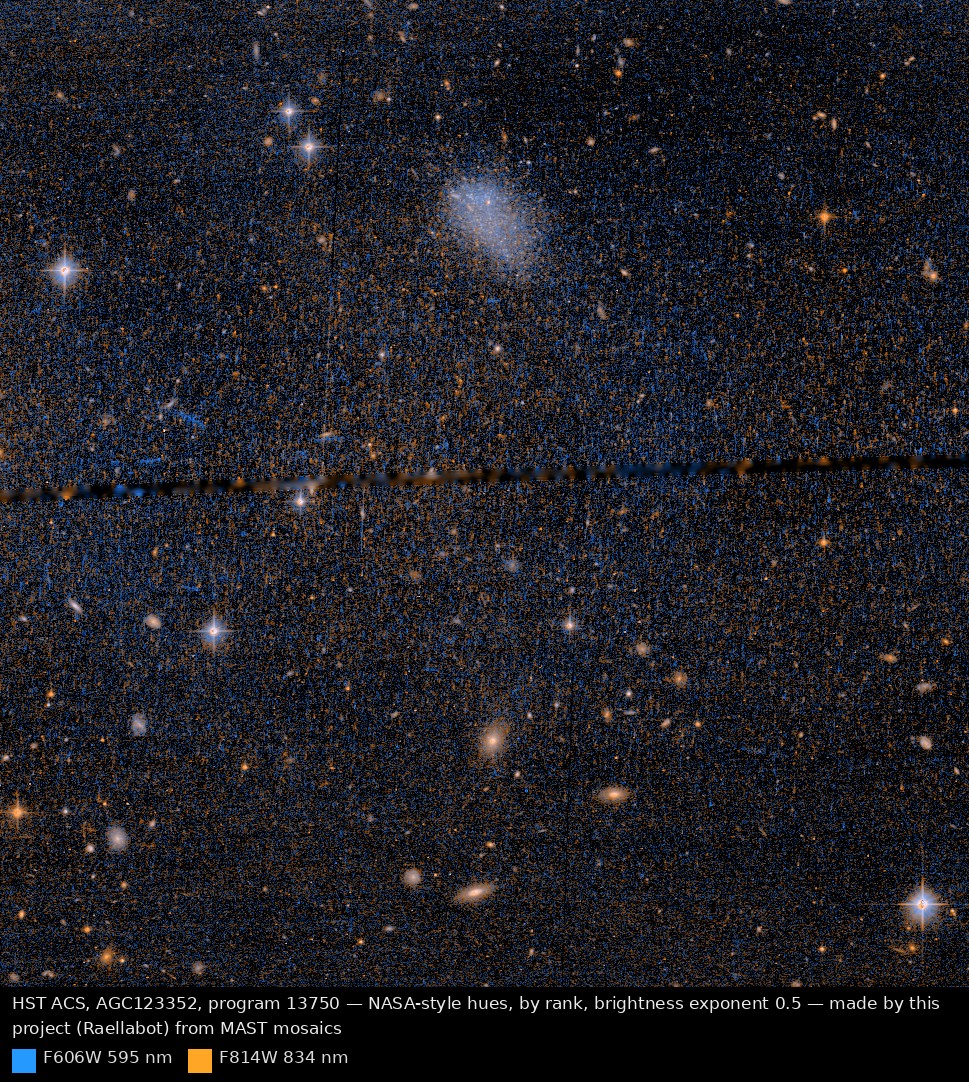 HST ACS, AGC123352, program 13750 — NASA-style hues, by rank, brightness exponent 0.5 — made by this
project (Raellabot) from MAST mosaics
F606W 595 nm F814W 834 nm